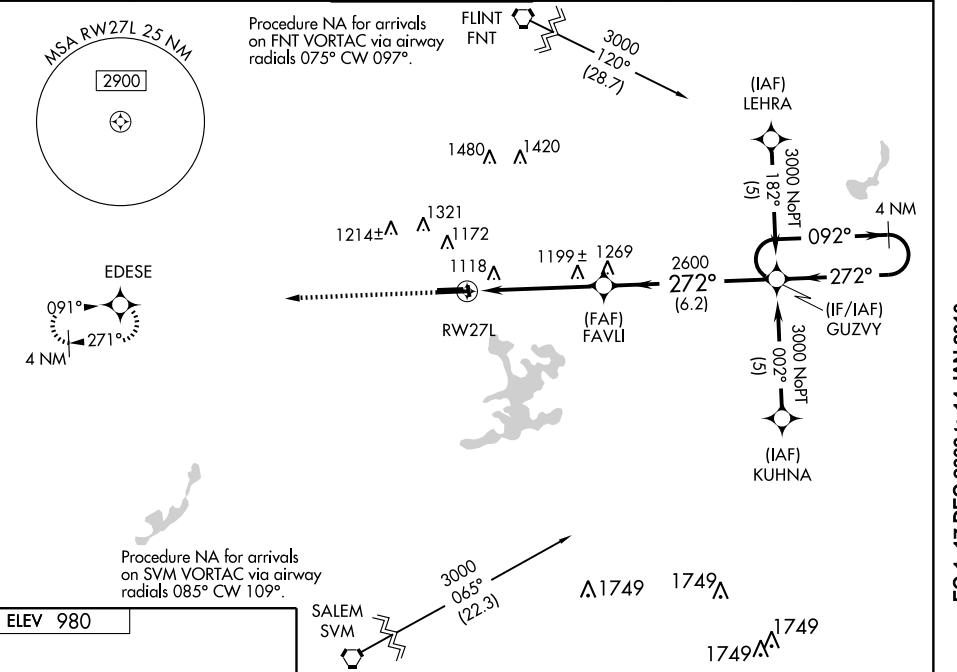 MSA RW27L 25 NM
2900
Procedure NA for arrivals
on FNT VORTAC via airway
radials 075° CW 097°.
FLINT
FNT
3000
120°
(28.7)
(IAF)
LEHRA
3000 NoPT
182°
(5)
4 NM
092°
272°
(IF/IAF)
GUZVY
1480
1420
1214±
1321
1172
1118
1199±
1269
2600
272°
(6.2)
(FAF)
FAVLI
RW27L
EDESE
091°
271°
4 NM
3000 NoPT
002°
(5)
(IAF)
KUHNA
Procedure NA for arrivals
on SVM VORTAC via airway
radials 085° CW 109°.
3000
065°
(22.3)
SALEM
SVM
1749
1749
1749
1749
ELEV 980